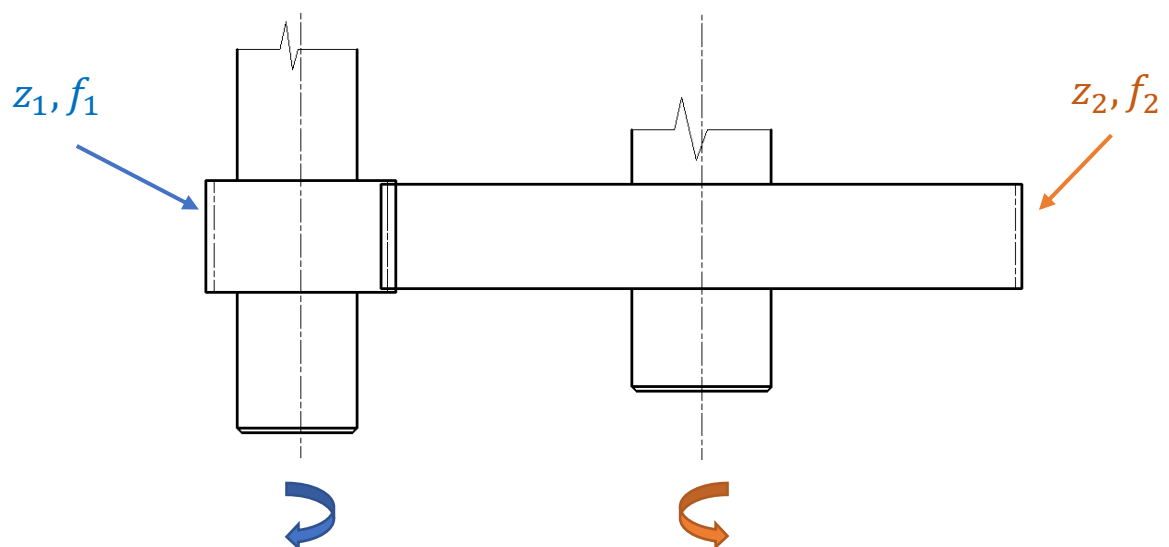 z₁, f₁
z₂, f₂